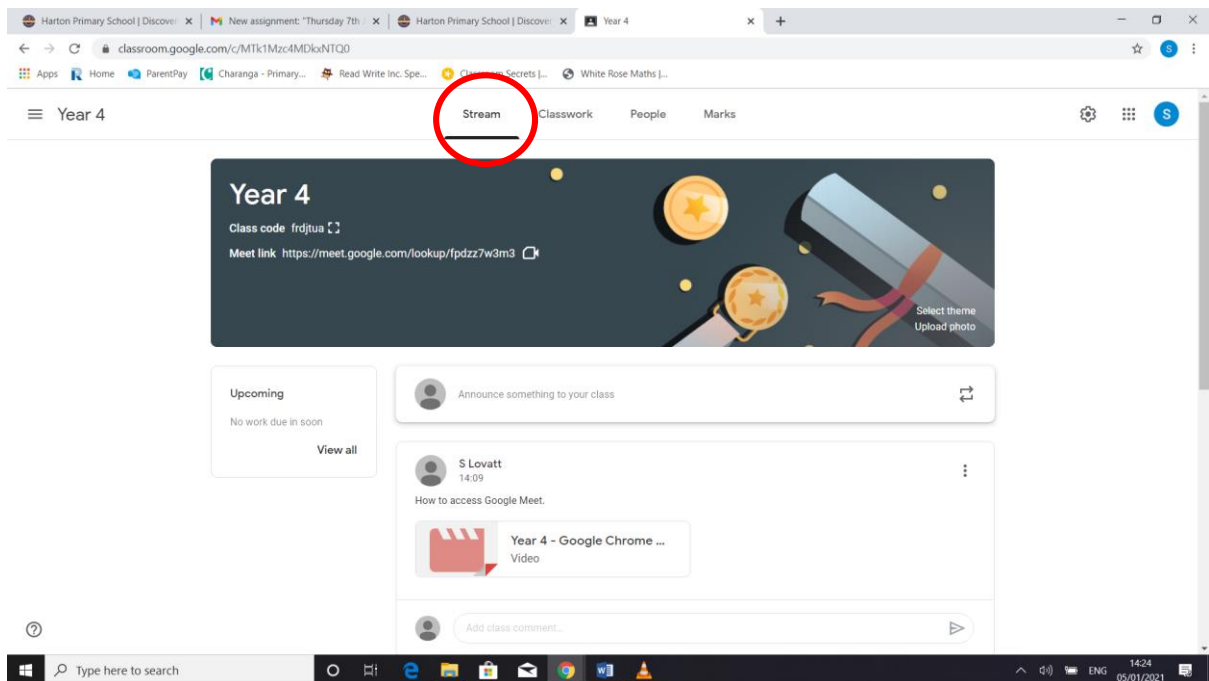 Harton Primary School | Discover
New assignment: "Thursday 7th
Harton Primary School | Discover
Year 4
classroom.google.com/c/MTk1Mzc4MDkxNTQ0
S
Apps
Home
ParentPay
Charanga - Primary...
Read Write Inc. Spe...
Classroom Secrets |...
White Rose Maths |...
Year 4
Stream
Classwork
People
Marks
S
Year 4
Class code frdjtua
Meet link https://meet.google.com/lookup/fpdzz7w3m3
Select theme
Upload photo
Upcoming
No work due in soon
View all
Announce something to your class
S Lovatt
14:09
How to access Google Meet.
Year 4 - Google Chrome ...
Video
Add class comment...
Type here to search
ENG
14:24
05/01/2021